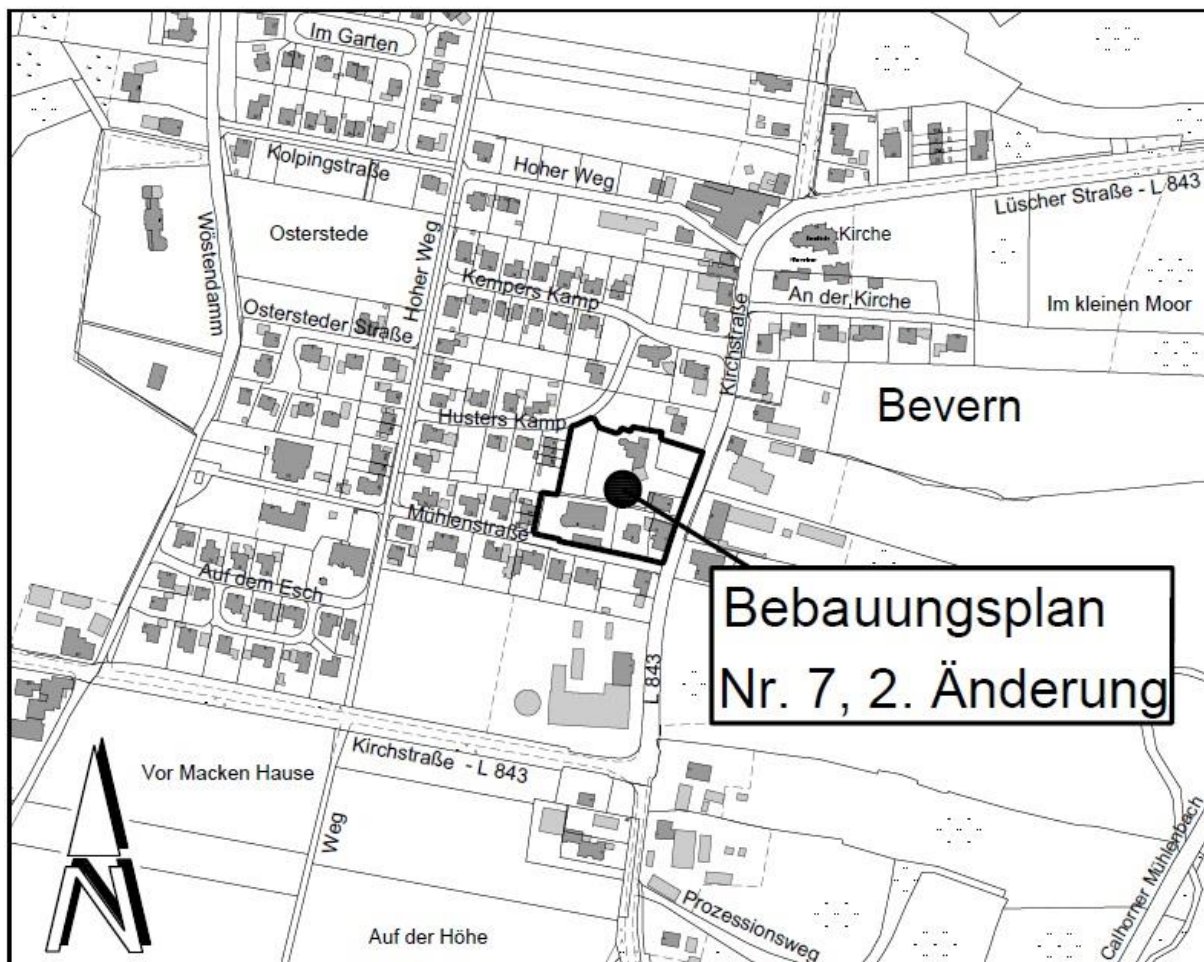 Im Garten
Kolpingstraße
Hoher Weg
Lüscher Straße - L 843
Wöstendamm
Osterstede
Hoher Weg
Kirche
Kempers Kamp
An der Kirche
Im kleinen Moor
Ostersteder Straße
Kirchstraße
Husters Kamp
Bevern
Mühlenstraße
Auf dem Esch
Bebauungsplan
Nr. 7, 2. Änderung
L 843
Kirchstraße - L 843
Vor Macken Hause
Weg
Calhorner Mühlenbach
Prozessionsweg
Auf der Höhe
N